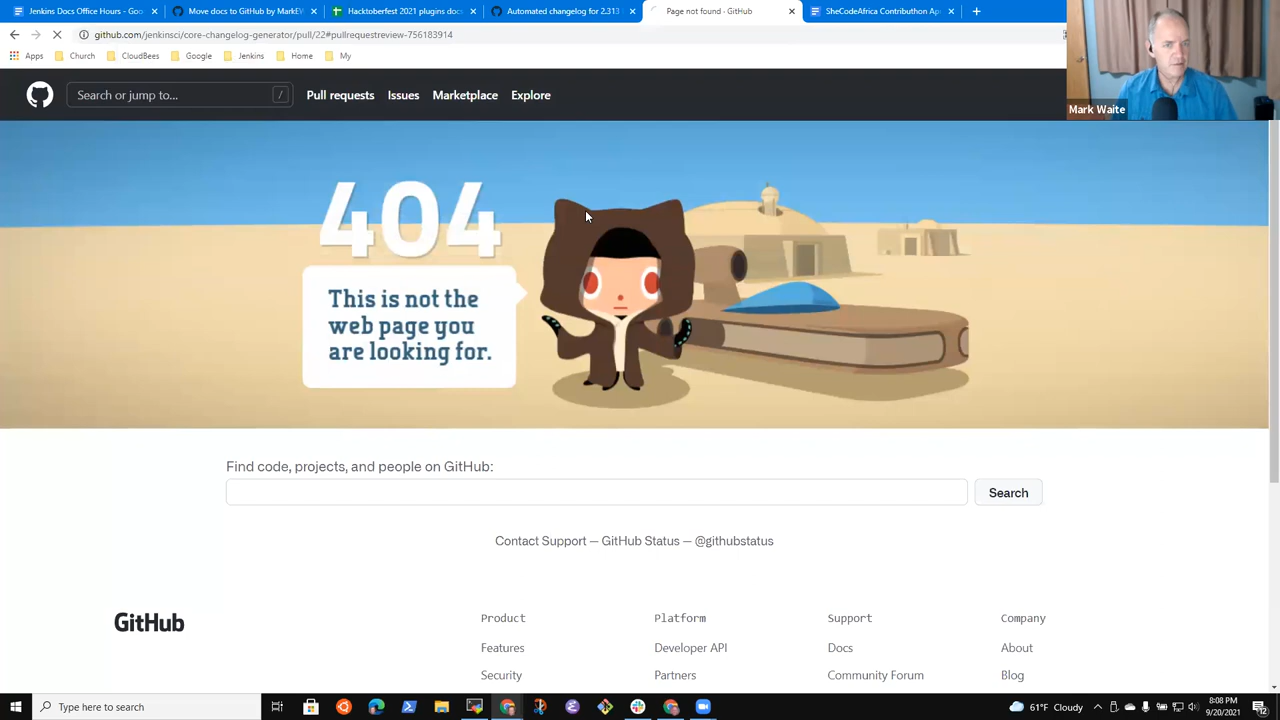 Jenkins Docs Office Hours - Goo
Move docs to GitHub by MarkEW
Hacktoberfest 2021 plugins docs
Automated changelog for 2.313
Page not found · GitHub
SheCodeAfrica Contributhon Ap
github.com/jenkinsci/core-changelog-generator/pull/22#pullrequestreview-756183914
Apps
Church
CloudBees
Google
Jenkins
Home
My
Mark Waite
Search or jump to...
/
Pull requests
Issues
Marketplace
Explore
404
This is not the
web page you
are looking for.
Find code, projects, and people on GitHub:
Search
Contact Support — GitHub Status — @githubstatus
GitHub
Product
Platform
Support
Company
Features
Developer API
Docs
About
Security
Partners
Community Forum
Blog
Type here to search
61°F Cloudy
8:08 PM
9/20/2021
12